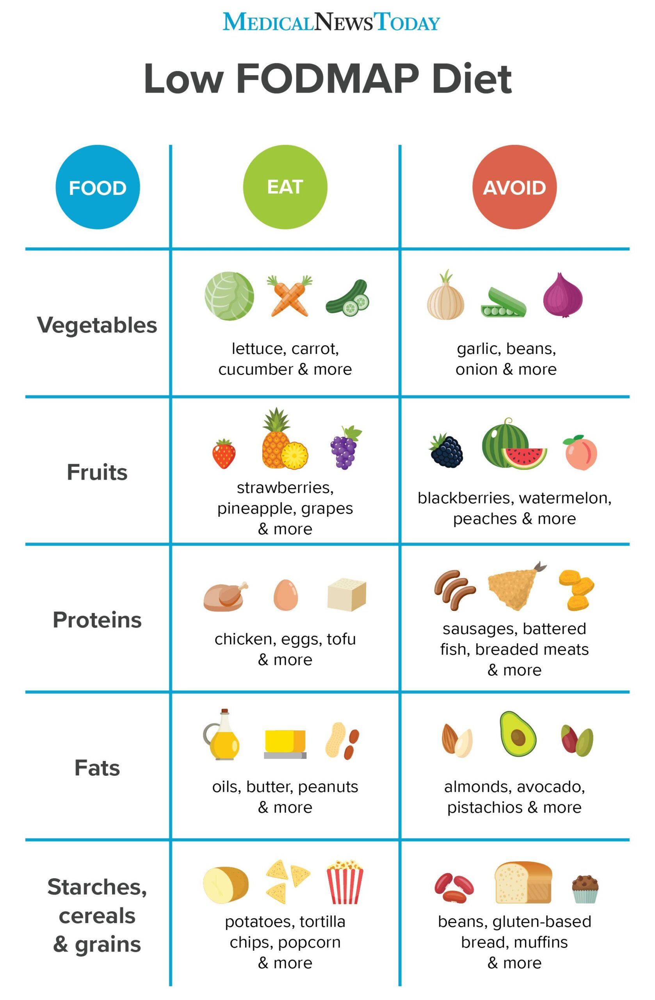 MEDICALNEWSTODAY
Low FODMAP Diet
FOOD
EAT
AVOID
Vegetables
lettuce, carrot,
cucumber & more
garlic, beans,
onion & more
Fruits
strawberries,
pineapple, grapes
& more
blackberries, watermelon,
peaches & more
Proteins
chicken, eggs, tofu
& more
sausages, battered
fish, breaded meats
& more
Fats
oils, butter, peanuts
& more
almonds, avocado,
pistachios & more
Starches,
cereals
& grains
potatoes, tortilla
chips, popcorn
& more
beans, gluten-based
bread, muffins
& more